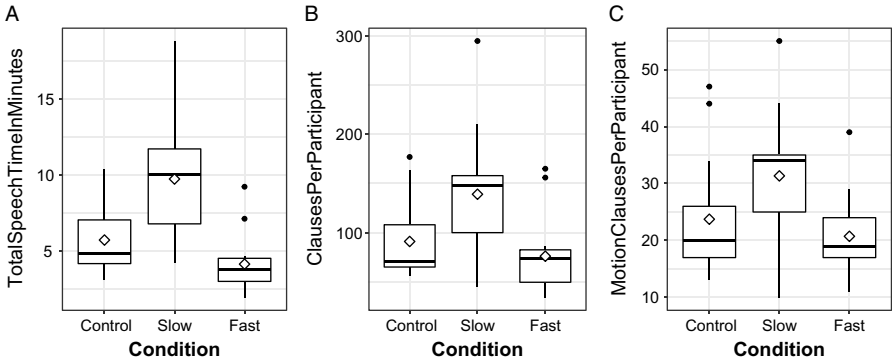 A
TotalSpeechTimeInMinutes
15
10
5
Control Slow Fast
Condition
B
ClausesPerParticipant
300
200
100
Control Slow Fast
Condition
C
MotionClausesPerParticipant
50
40
30
20
10
Control Slow Fast
Condition